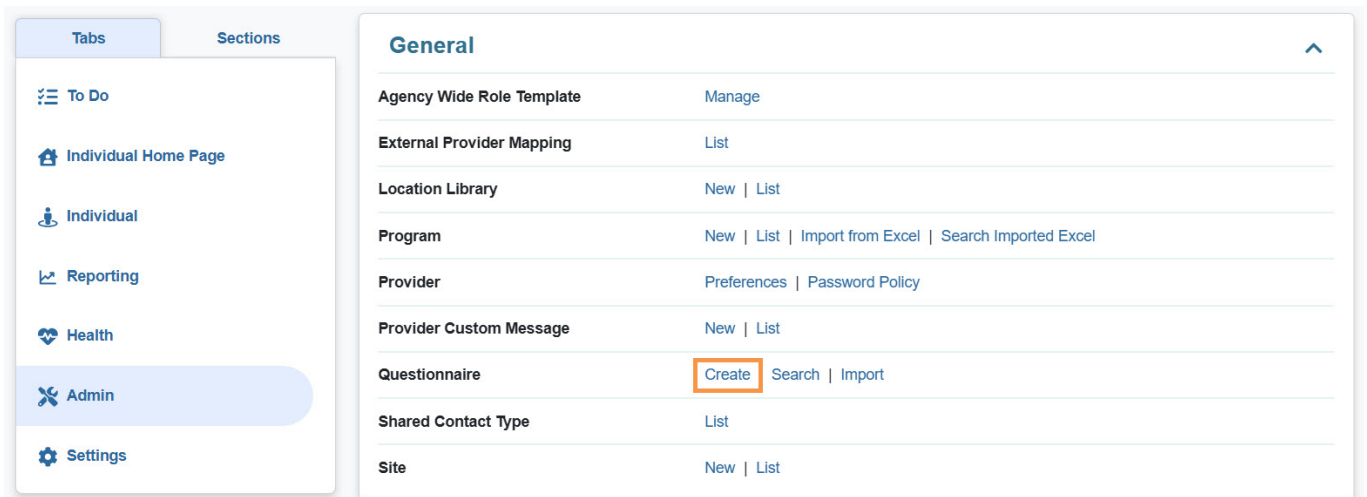 Tabs Sections
To Do
Individual Home Page
Individual
Reporting
Health
Admin
Settings
General
Agency Wide Role Template Manage
External Provider Mapping List
Location Library New | List
Program New | List | Import from Excel | Search Imported Excel
Provider Preferences | Password Policy
Provider Custom Message New | List
Questionnaire Create Search | Import
Shared Contact Type List
Site New | List